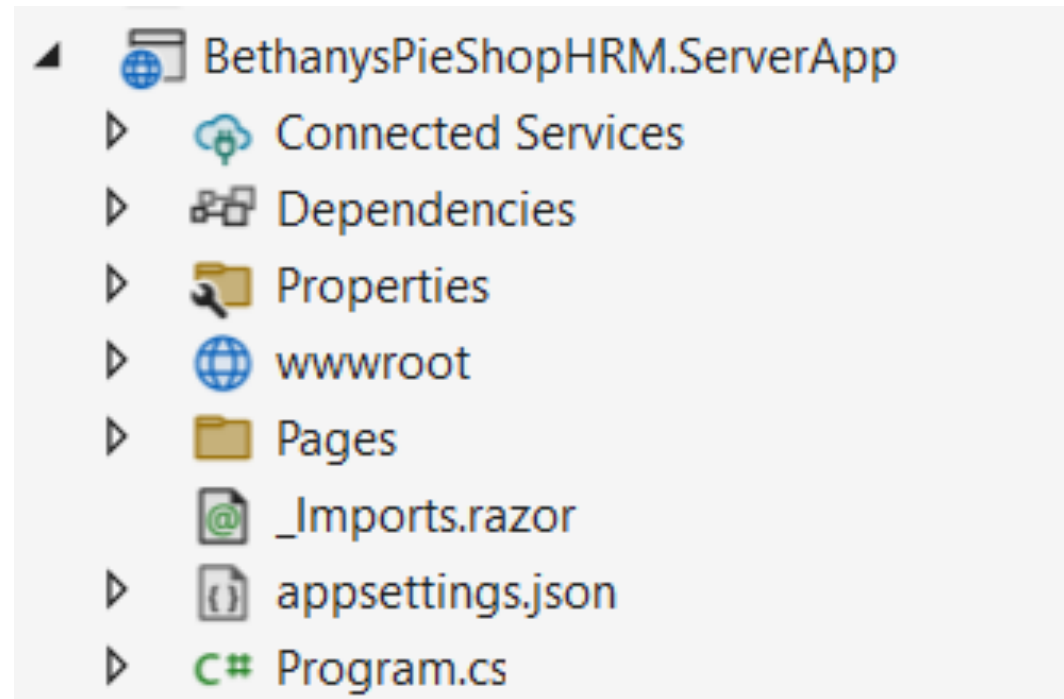 BethanysPieShopHRM.ServerApp
Connected Services
Dependencies
Properties
wwwroot
Pages
_Imports.razor
appsettings.json
Program.cs